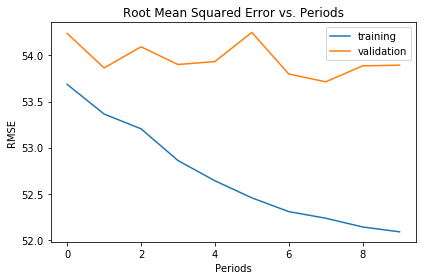 Root Mean Squared Error vs. Periods
training
validation
RMSE
54.0
53.5
53.0
52.5
52.0
0 2 4 6 8
Periods